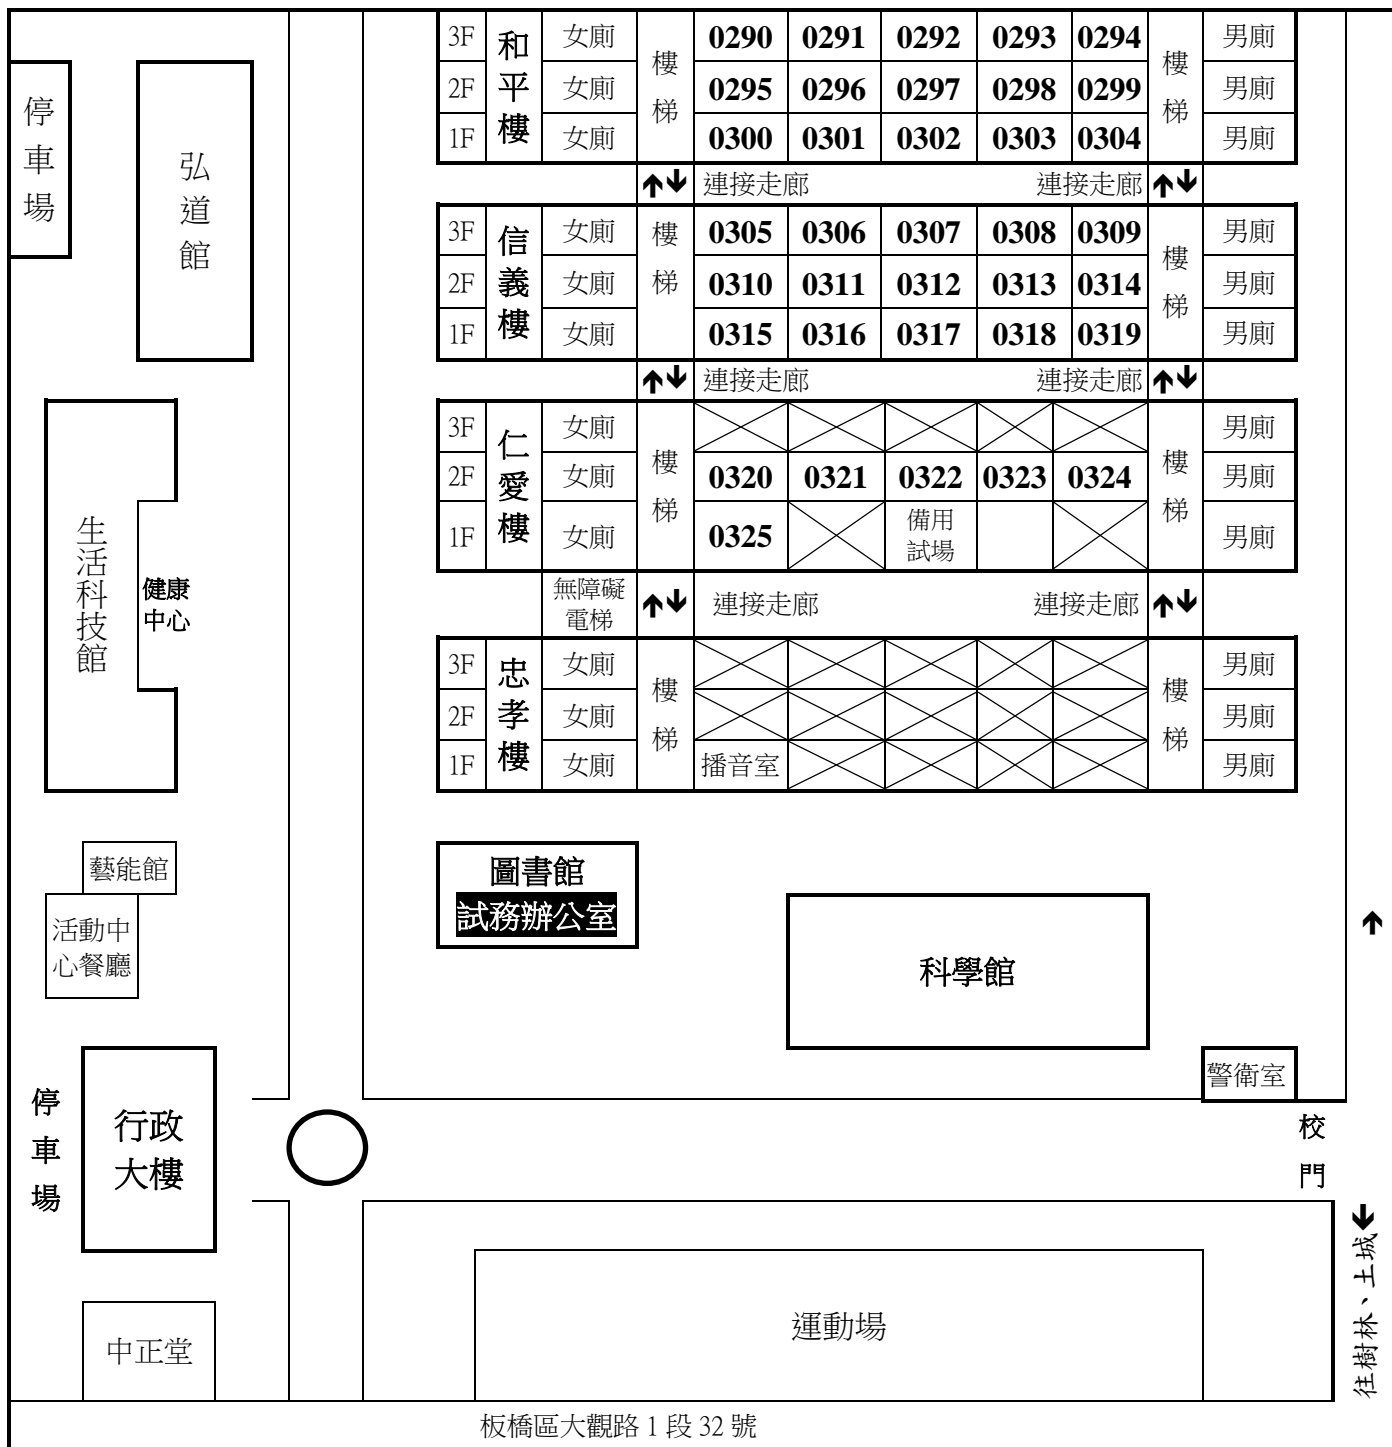 3F 和平樓 女廁 樓梯 0290 0291 0292 0293 0294 樓梯 男廁
2F 女廁 0295 0296 0297 0298 0299 男廁
1F 女廁 0300 0301 0302 0303 0304 男廁
連接走廊 連接走廊
3F 信義樓 女廁 樓梯 0305 0306 0307 0308 0309 樓梯 男廁
2F 女廁 0310 0311 0312 0313 0314 男廁
1F 女廁 0315 0316 0317 0318 0319 男廁
連接走廊 連接走廊
3F 仁愛樓 女廁 樓梯 樓梯 男廁
2F 女廁 0320 0321 0322 0323 0324 男廁
1F 女廁 0325 備用試場 男廁
無障礙電梯 連接走廊 連接走廊
3F 忠孝樓 女廁 樓梯 樓梯 男廁
2F 女廁 男廁
1F 女廁 播音室 男廁
停車場
弘道館
生活科技館
健康
中心
藝能館
活動中
心餐廳
圖書館
試務辦公室
科學館
警衛室
停車場
行政
大樓
校門
中正堂
運動場
往樹林、土城
板橋區大觀路 1 段 32 號